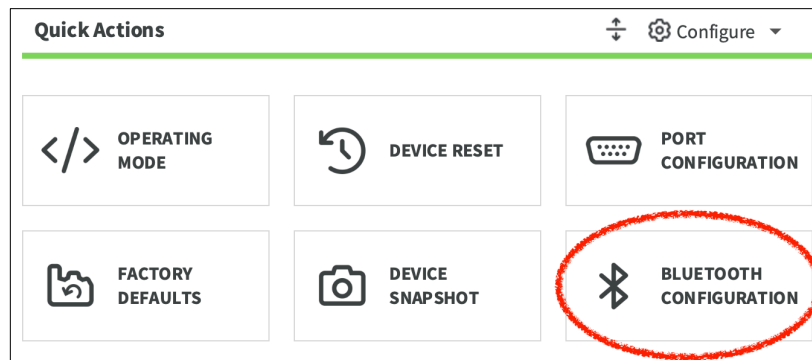 Quick Actions
Configure
OPERATING
MODE
DEVICE RESET
PORT
CONFIGURATION
FACTORY
DEFAULTS
DEVICE
SNAPSHOT
BLUETOOTH
CONFIGURATION